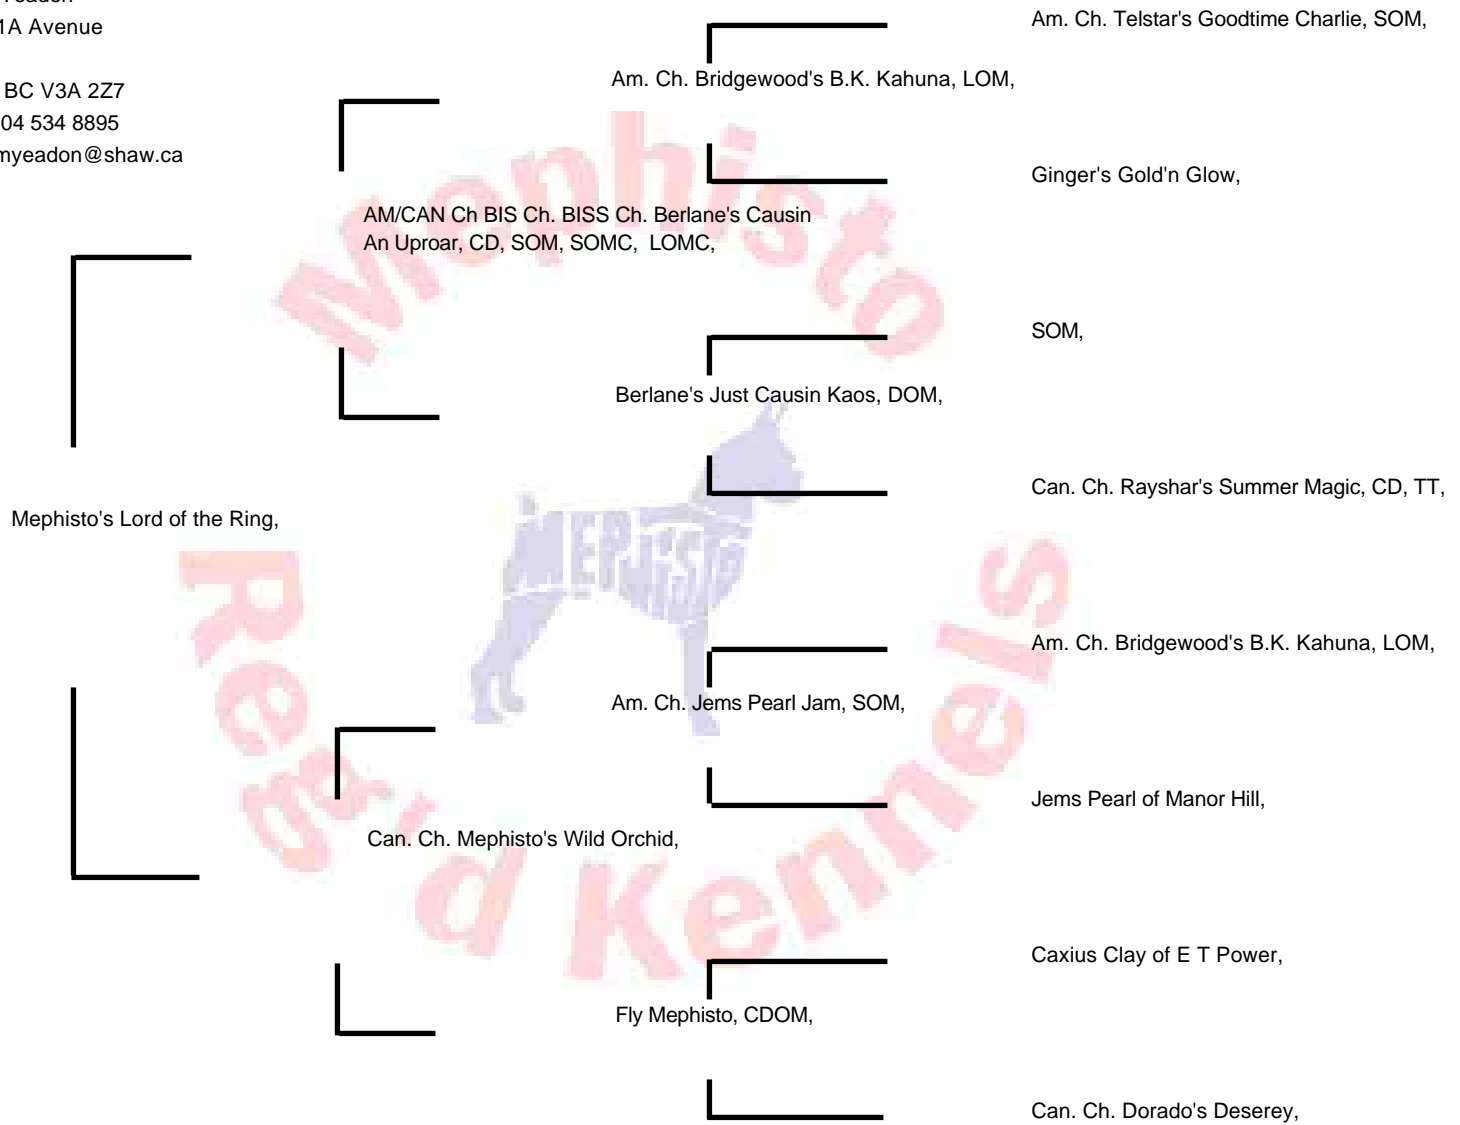 1A Avenue
BC V3A 2Z7
04 534 8895
myeadon@shaw.ca
Am. Ch. Telstar's Goodtime Charlie, SOM,
Am. Ch. Bridgewood's B.K. Kahuna, LOM,
Ginger's Gold'n Glow,
AM/CAN Ch BIS Ch. BISS Ch. Berlane's Causin
An Uproar, CD, SOM, SOMC, LOMC,
SOM,
Berlane's Just Causin Kaos, DOM,
Can. Ch. Rayshar's Summer Magic, CD, TT,
Mephisto's Lord of the Ring,
Am. Ch. Bridgewood's B.K. Kahuna, LOM,
Am. Ch. Jems Pearl Jam, SOM,
Jems Pearl of Manor Hill,
Can. Ch. Mephisto's Wild Orchid,
Caxius Clay of E T Power,
Fly Mephisto, CDOM,
Can. Ch. Dorado's Deserey,
Mephisto
MEPHISTO
Reg'd Kennels